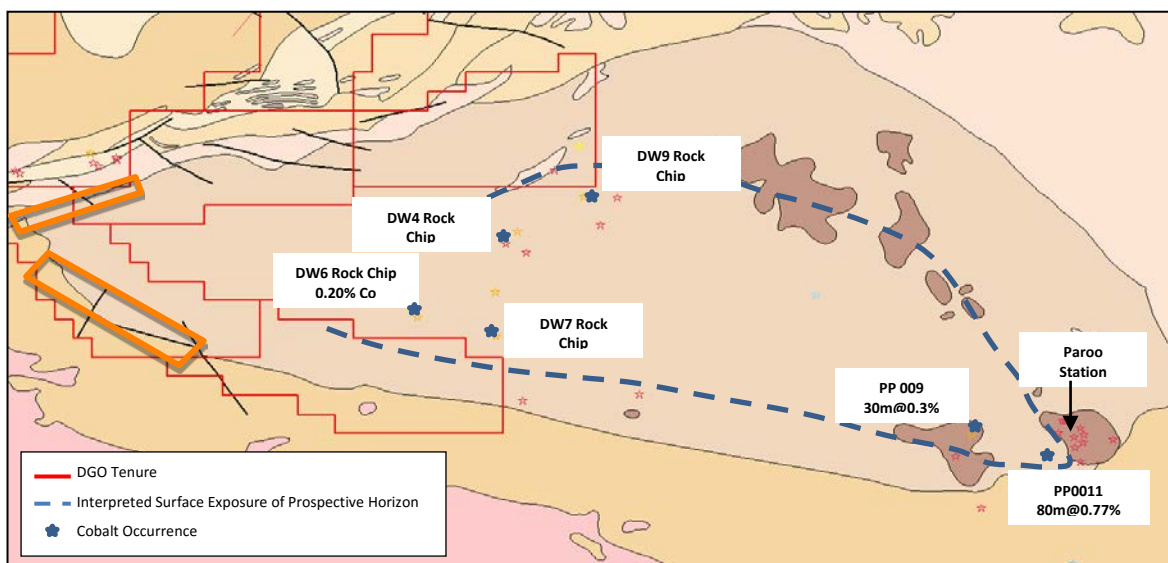 DW9 Rock
Chip
DW4 Rock
Chip
DW6 Rock Chip
0.20% Co
DW7 Rock
Chip
Paroo
Station
PP 009
30m@0.3%
PP0011
80m@0.77%
DGO Tenure
Interpreted Surface Exposure of Prospective Horizon
Cobalt Occurrence